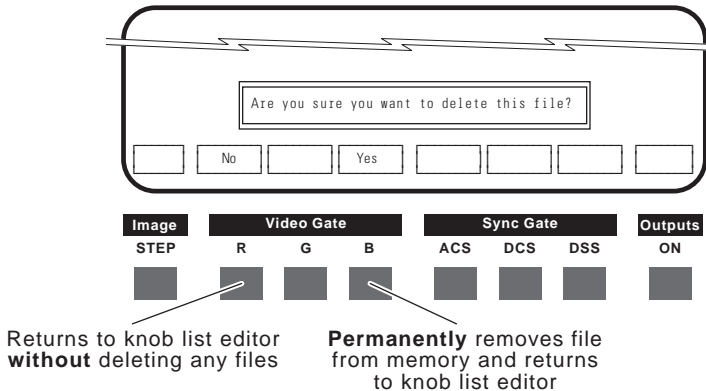 Are you sure you want to delete this file?
No Yes
Image Video Gate Sync Gate Outputs
STEP R G B ACS DCS DSS ON
Returns to knob list editor
without deleting any files
Permanently removes file
from memory and returns
to knob list editor